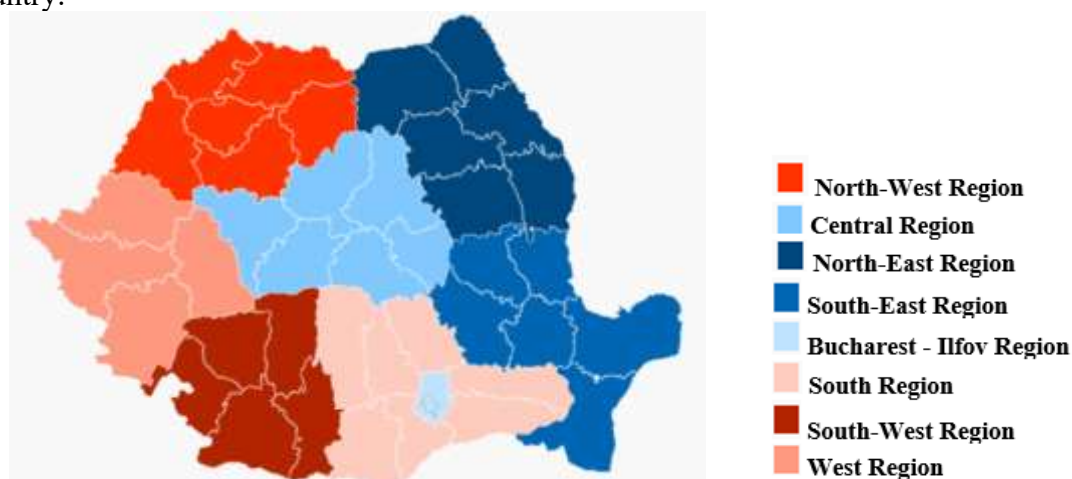 untry.
North-West Region
Central Region
North-East Region
South-East Region
Bucharest - Ilfov Region
South Region
South-West Region
West Region